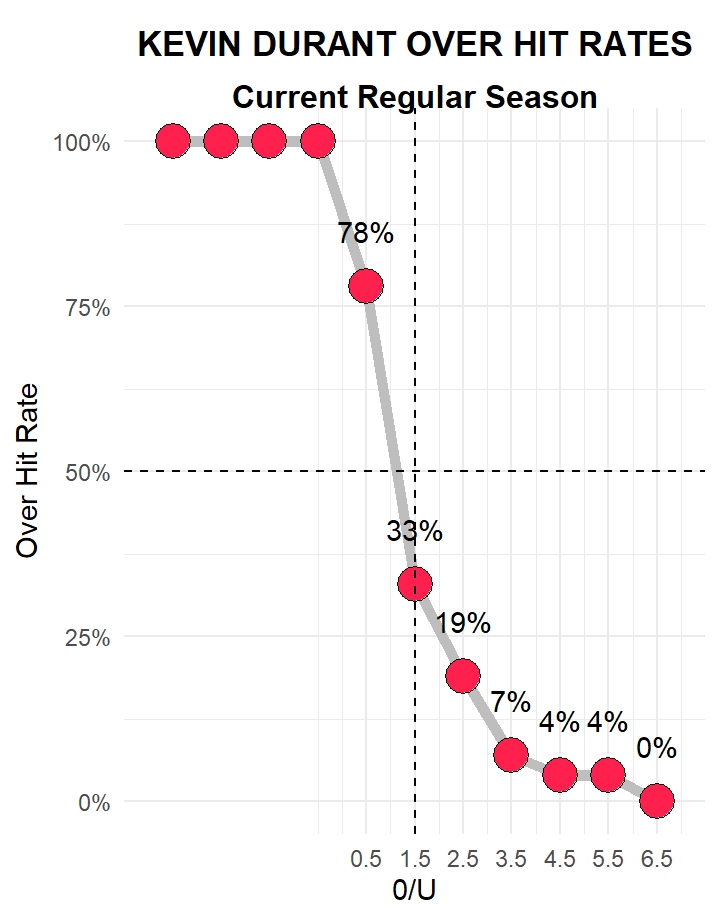 KEVIN DURANT OVER HIT RATES
Current Regular Season
Over Hit Rate
100%
75%
50%
25%
0%
78%
33%
19%
7%
4%
4%
0%
0.5 1.5 2.5 3.5 4.5 5.5 6.5
0/U